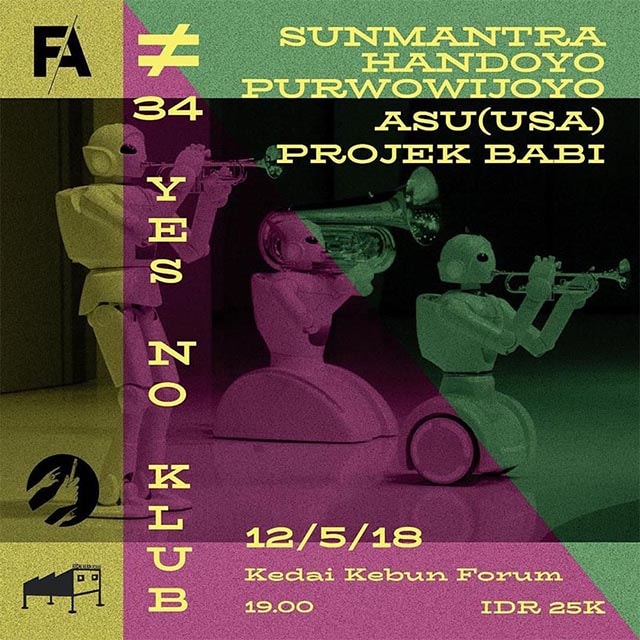 F/A
≠
34
YES NO KLUB
SUNMANTRA
HANDOYO
PURWOWIJOYO
ASU(USA)
PROJEK BABI
12/5/18
Kedai Kebun Forum
19.00 IDR 25K